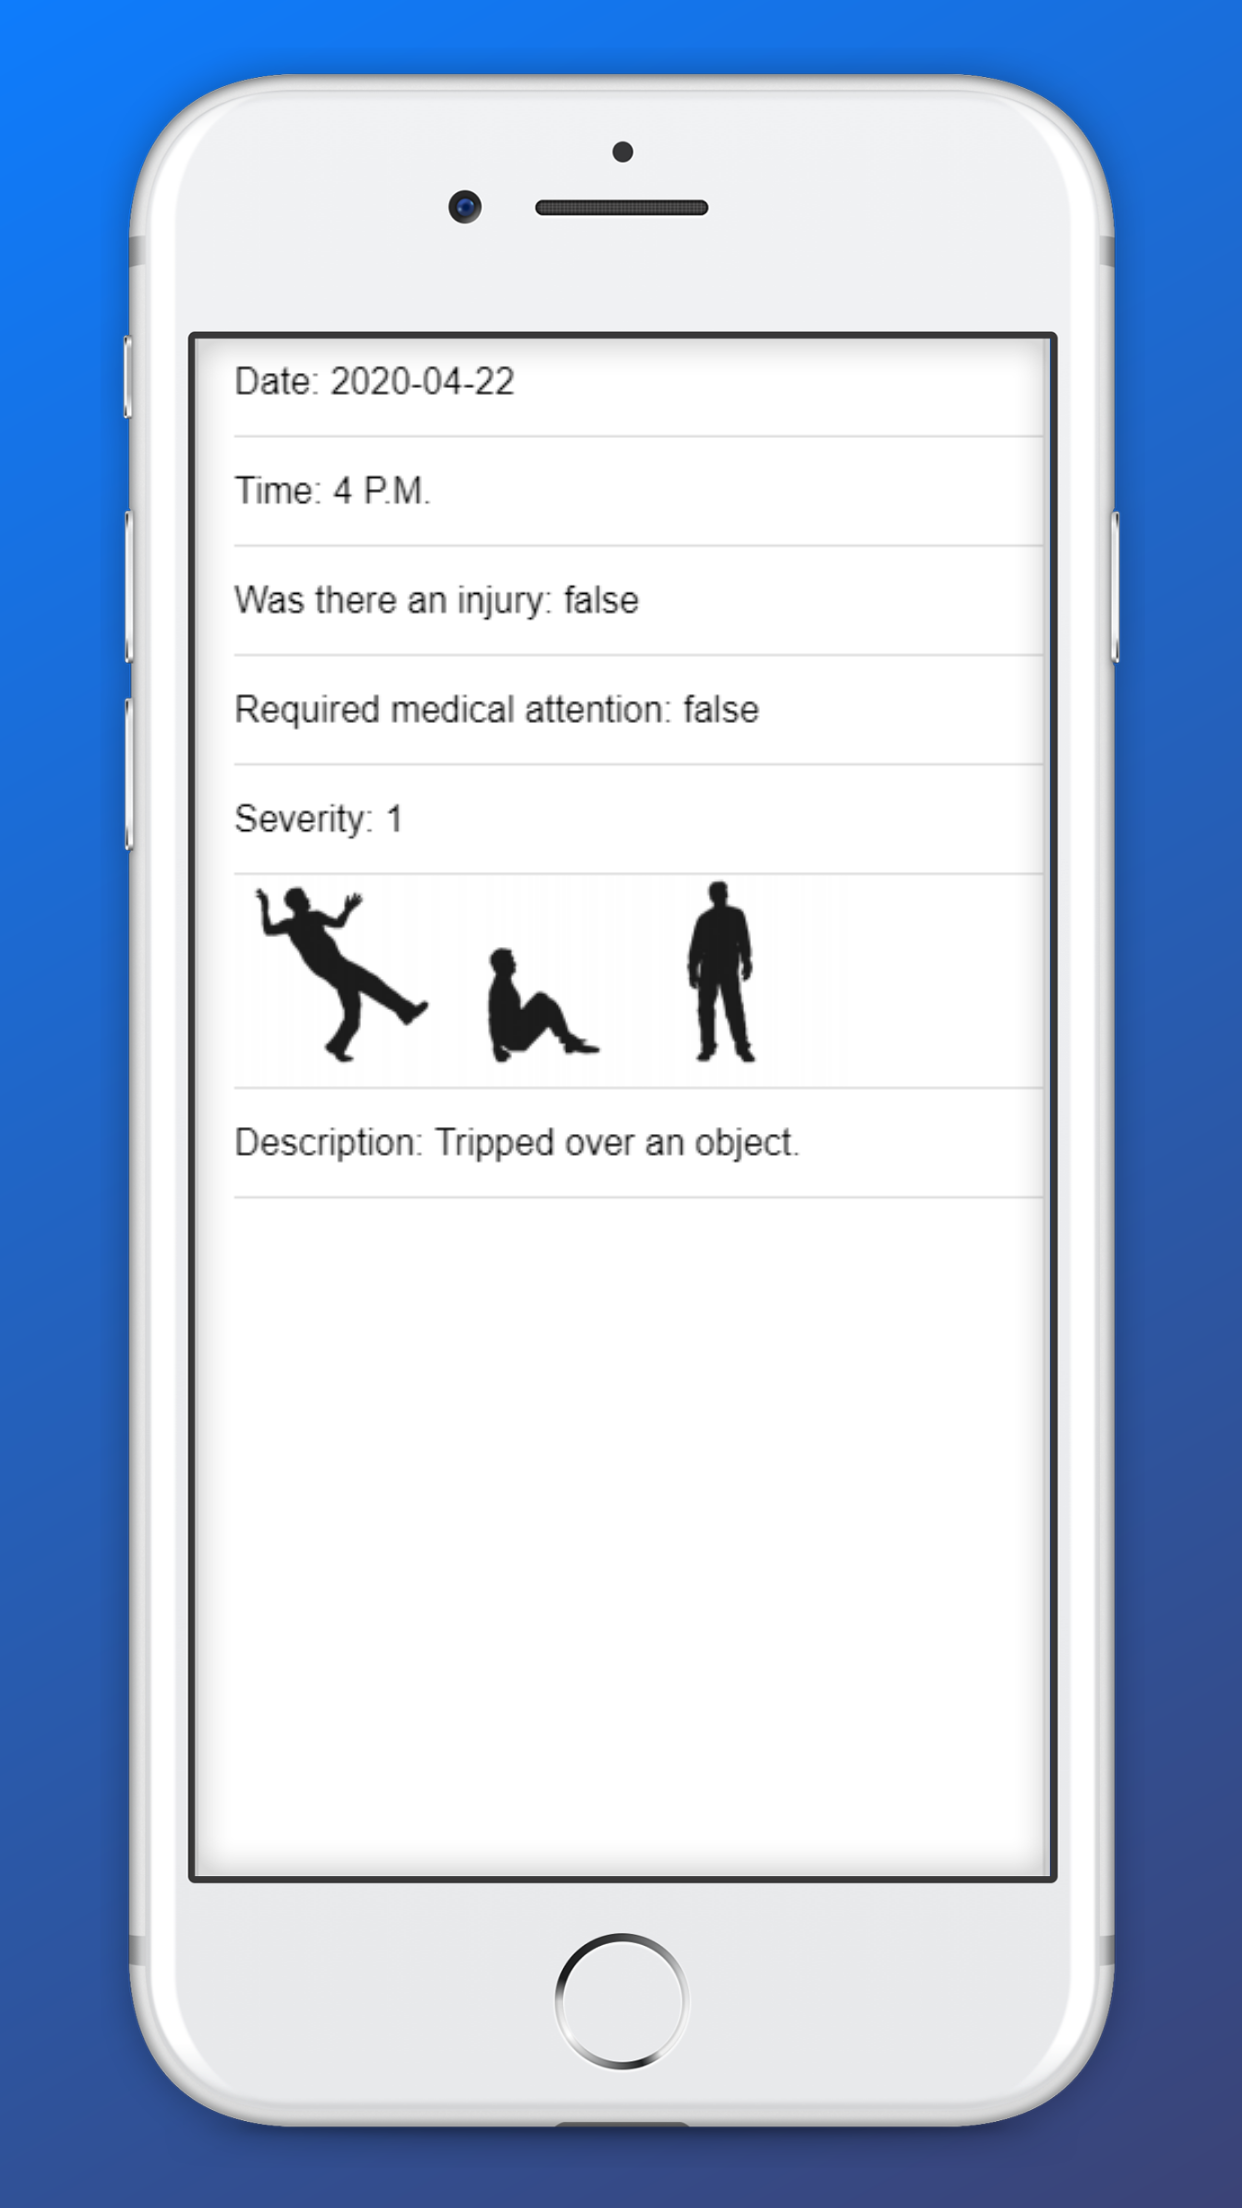 Date: 2020-04-22
Time: 4 P.M.
Was there an injury: false
Required medical attention: false
Severity: 1
Description: Tripped over an object.